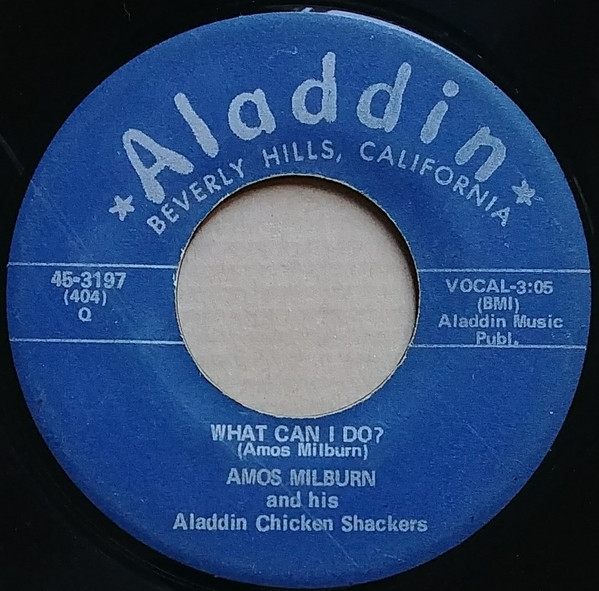 ★Aladdin★
BEVERLY HILLS, CALIFORNIA
45-3197
(404)
Q
VOCAL-3:05
(BMI)
Aladdin Music
Publ.
WHAT CAN I DO?
(Amos Milburn)
AMOS MILBURN
and his
Aladdin Chicken Shackers